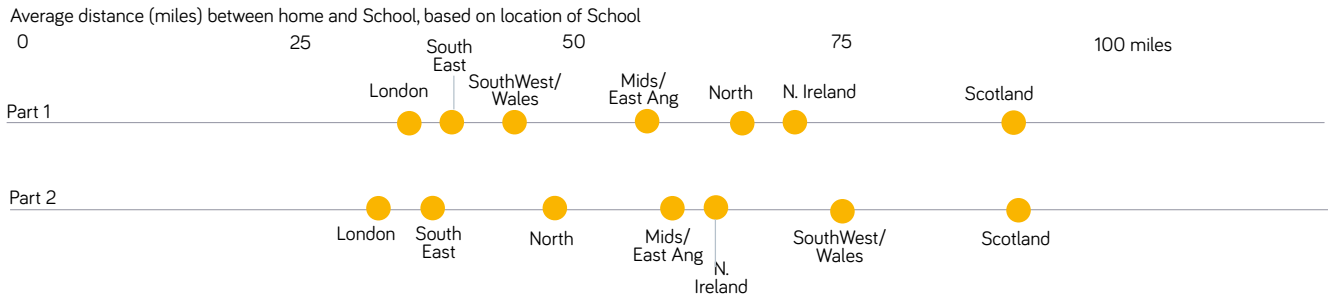 Average distance (miles) between home and School, based on location of School
0 25 50 75 100 miles
South
East
London
SouthWest/
Wales
Mids/
East Ang
North
N. Ireland
Scotland
Part 1
Part 2
London
South
East
North
Mids/
East Ang
N.
Ireland
SouthWest/
Wales
Scotland